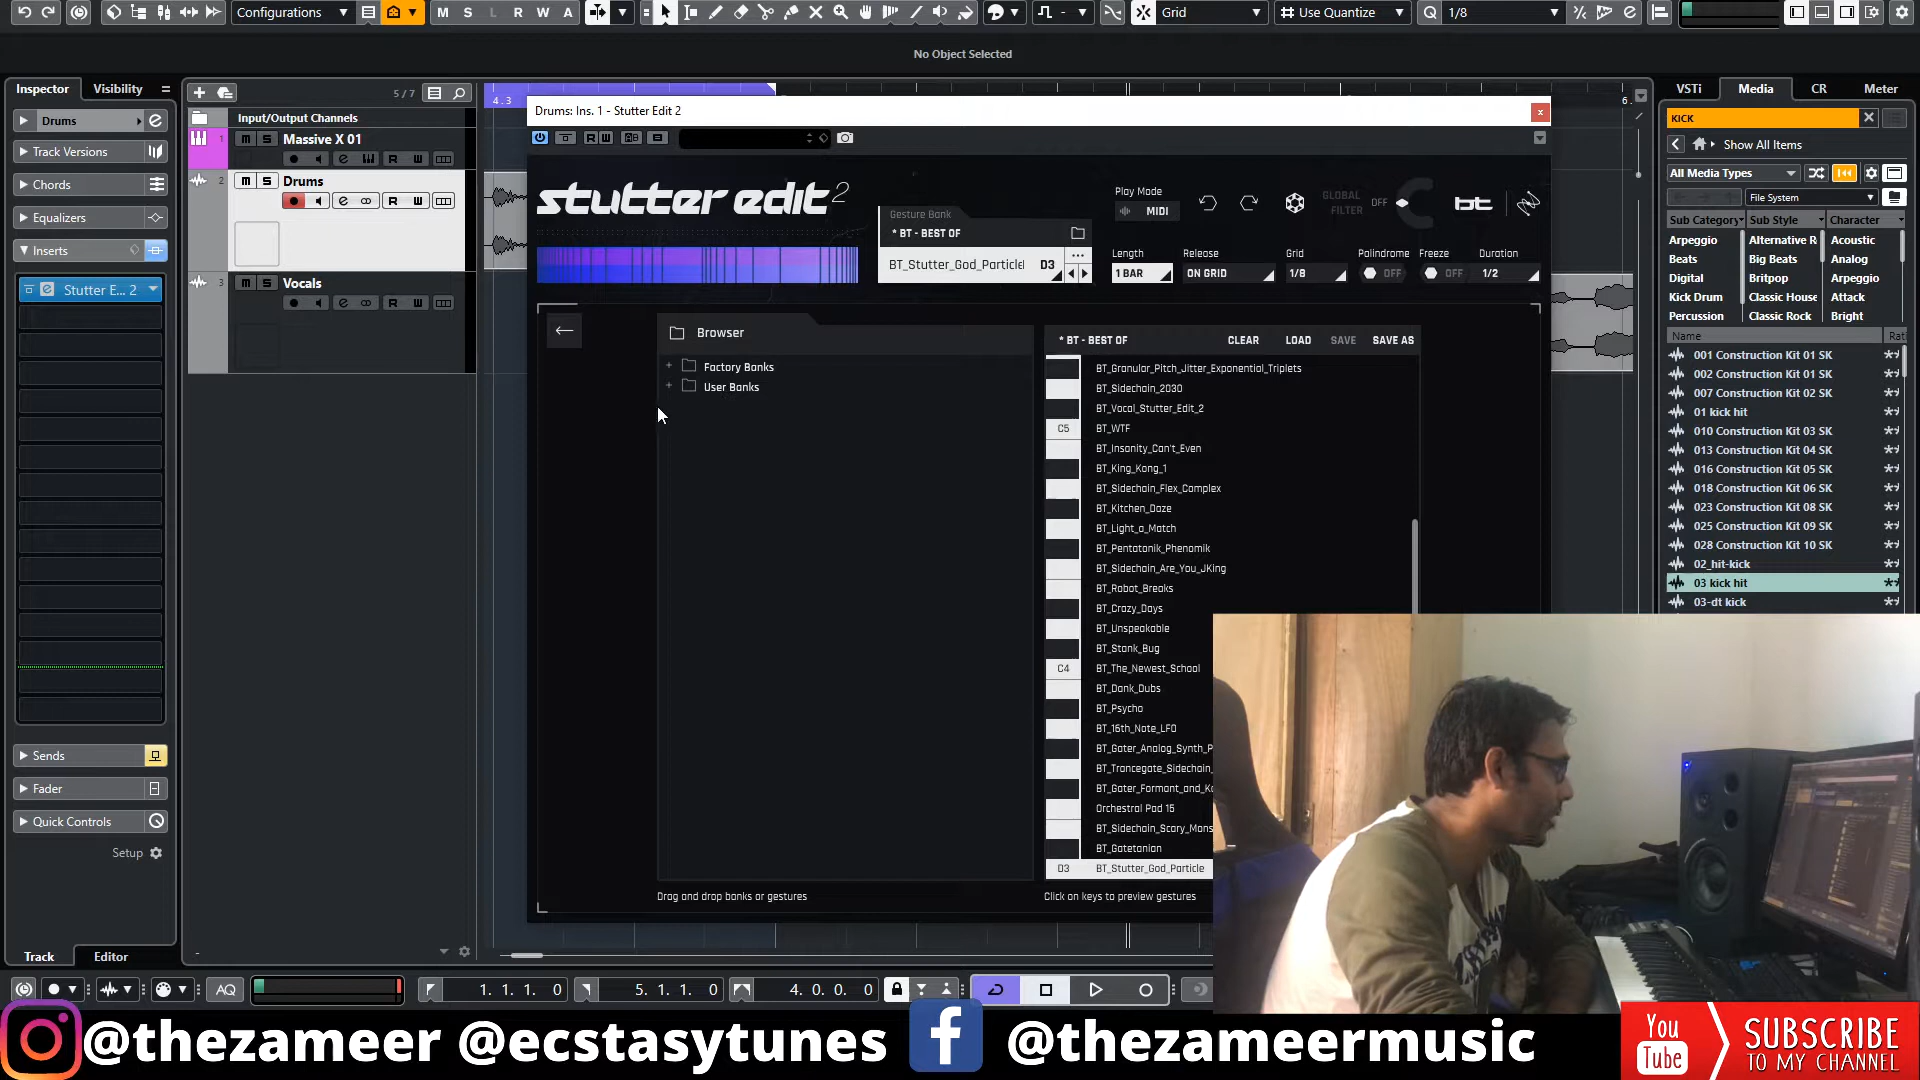 Configurations
M S L R W A
Grid
Use Quantize
1/8
No Object Selected
Inspector
Visibility
5/7
4.3
6.
VSTi
Media
CR
Meter
Drums
Track Versions
Chords
Equalizers
Inserts
Stutter E... 2
Sends
Fader
Quick Controls
Setup
Track
Editor
Input/Output Channels
1
M S Massive X 01
R W
2
M S Drums
R W
3
M S Vocals
R W
Drums: Ins. 1 - Stutter Edit 2
stutter edit 2
Gesture Bank
* BT - BEST OF
BT_Stutter_God_Particle
D3
Play Mode
MIDI
GLOBAL
FILTER
OFF
bt
Length
1 BAR
Release
ON GRID
Grid
1/8
Palindrome
OFF
Freeze
OFF
Duration
1/2
Browser
+ Factory Banks
+ User Banks
Drag and drop banks or gestures
* BT - BEST OF
CLEAR
LOAD
SAVE
SAVE AS
BT_Granular_Pitch_Jitter_Exponential_Triplets
BT_Sidechain_2030
BT_Vocal_Stutter_Edit_2
C5 BT_WTF
BT_Insanity_Can't_Even
BT_King_Kong_1
BT_Sidechain_Flex_Complex
BT_Kitchen_Daze
BT_Light_a_Match
BT_Pentatonik_Phenomik
BT_Sidechain_Are_You_JKing
BT_Robot_Breaks
BT_Crazy_Days
BT_Unspeakable
BT_Stank_Bug
C4 BT_The_Newest_School
BT_Dank_Dubs
BT_Psycho
BT_16th_Note_LFO
BT_Gater_Analog_Synth_P
BT_Trancegate_Sidechain_
BT_Gater_Formant_and_Ka
Orchestral Pad 15
BT_Sidechain_Scary_Mons
BT_Gatetonian
D3 BT_Stutter_God_Particle
Click on keys to preview gestures
KICK
Show All Items
All Media Types
File System
Sub Category
Sub Style
Character
Arpeggio
Alternative R
Acoustic
Beats
Big Beats
Analog
Digital
Britpop
Arpeggio
Kick Drum
Classic House
Attack
Percussion
Classic Rock
Bright
Name
Rati
001 Construction Kit 01 SK
002 Construction Kit 01 SK
007 Construction Kit 02 SK
01 kick hit
010 Construction Kit 03 SK
013 Construction Kit 04 SK
016 Construction Kit 05 SK
018 Construction Kit 06 SK
023 Construction Kit 08 SK
025 Construction Kit 09 SK
028 Construction Kit 10 SK
02_hit-kick
03 kick hit
03-dt kick
AQ
1. 1. 1. 0
5. 1. 1. 0
4. 0. 0. 0
@thezameer @ecstasytunes
f
@thezameermusic
You
Tube
SUBSCRIBE
TO MY CHANNEL